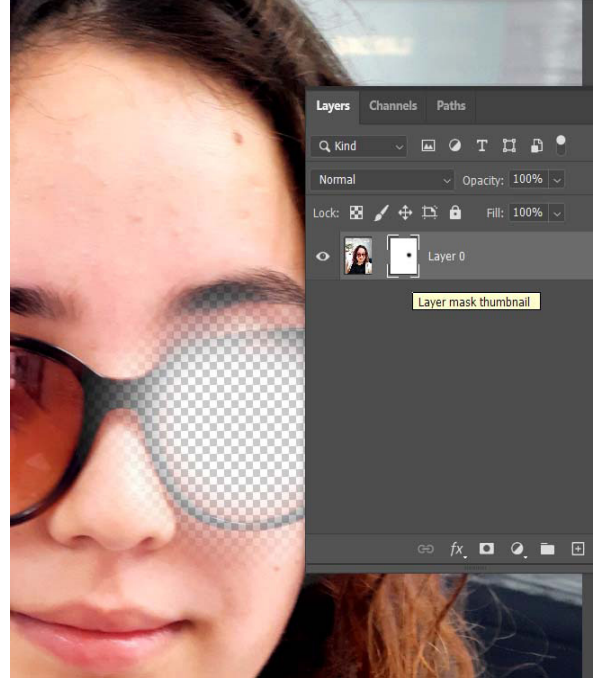 Layers Channels Paths
Kind
Normal Opacity: 100%
Lock: Fill: 100%
Layer 0
Layer mask thumbnail
fx